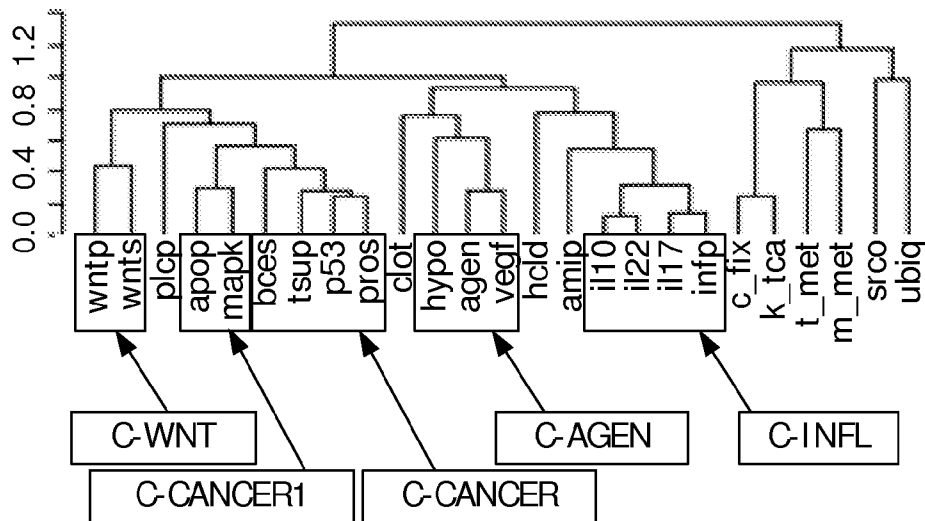 1.2
0.8
0.4
0.0
wntp
wnts
plcp
apop
mapk
bces
tsup
p53
pros
clot
hypo
agen
vegf
hcld
amip
il10
il22
il17
infp
c_fix
k_tca
t_met
m_met
srco
ubiq
C-WNT
C-AGEN
C-INFL
C-CANCER1
C-CANCER